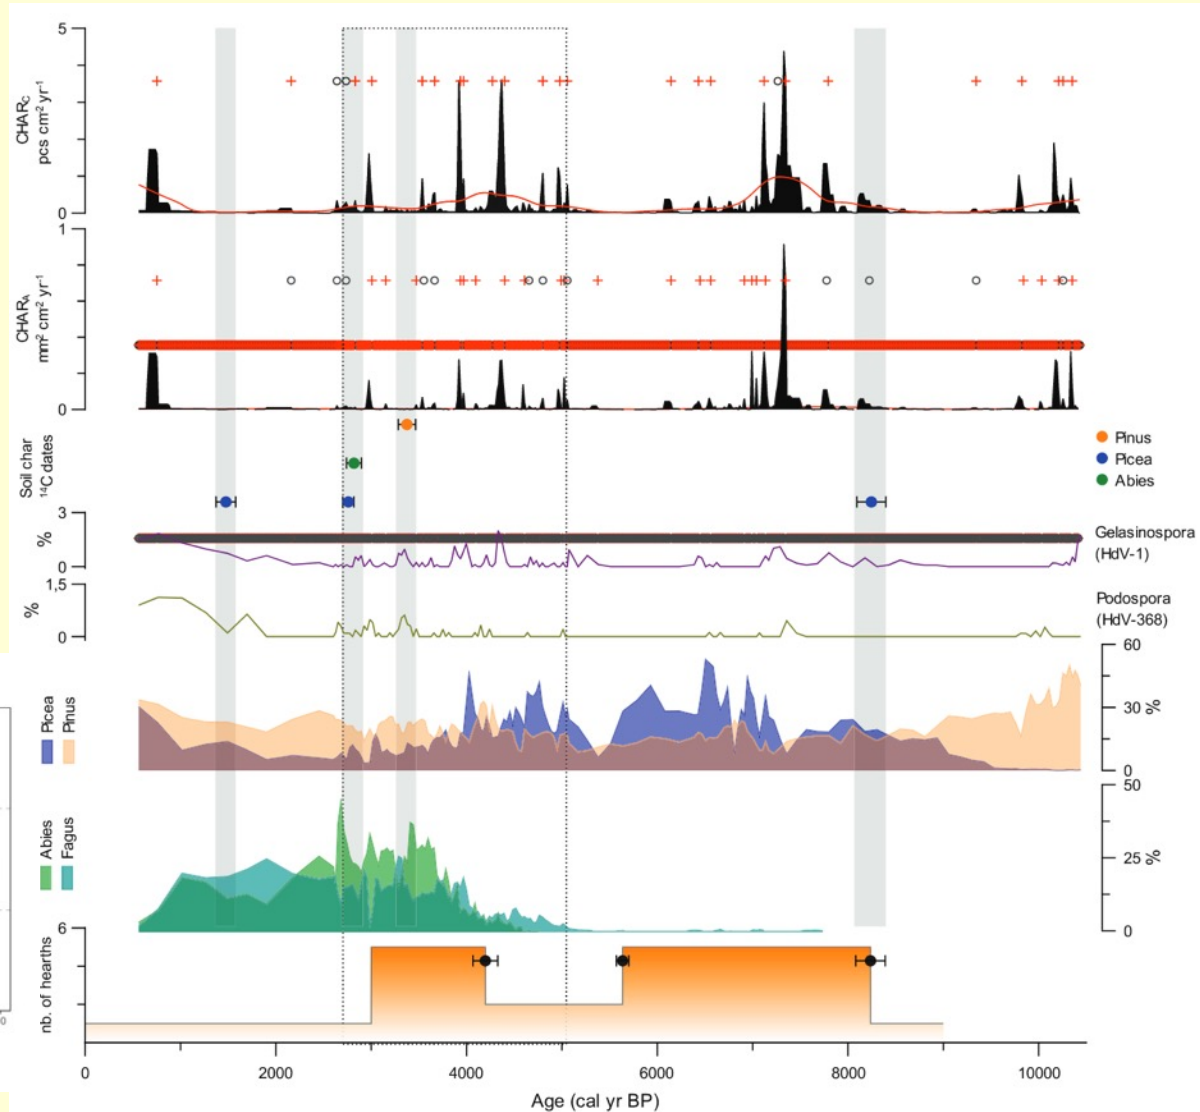 5
0
CHARC
pcs cm² yr⁻¹
1
0
CHARA
mm² cm² yr⁻¹
Soil char
¹⁴C dates
Pinus
Picea
Abies
3
0
%
Gelasinospora
(HdV-1)
1,5
0
%
Podospora
(HdV-368)
Picea
Pinus
60
30
0
%
Abies
Fagus
50
25
0
%
6
nb. of hearths
0
2000
4000
6000
8000
10000
Age (cal yr BP)